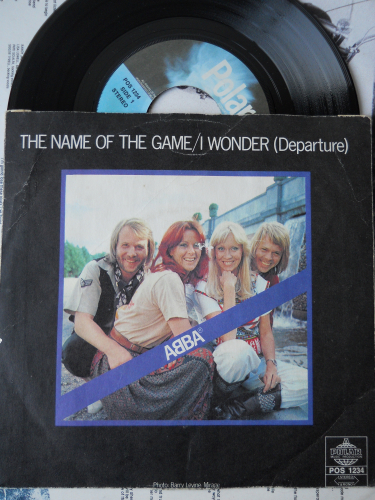 POS 1234
SIDE 1
STEREO
Polar
THE NAME OF THE GAME/I WONDER (Departure)
ABBA®
Photo: Barry Levine, Mirage
POLAR
POS 1234